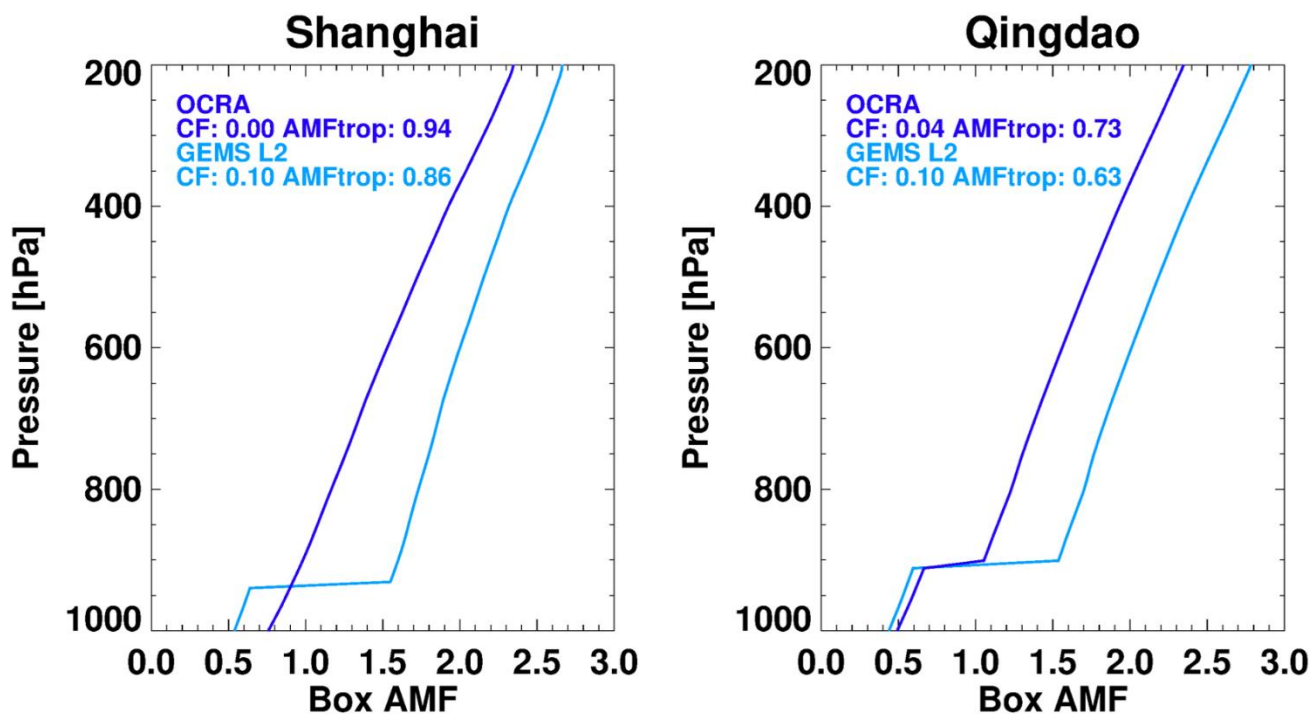 Shanghai
200
400
600
800
1000
Pressure [hPa]
OCRA
CF: 0.00 AMFtrop: 0.94
GEMS L2
CF: 0.10 AMFtrop: 0.86
0.0 0.5 1.0 1.5 2.0 2.5 3.0
Box AMF
Qingdao
200
400
600
800
1000
Pressure [hPa]
OCRA
CF: 0.04 AMFtrop: 0.73
GEMS L2
CF: 0.10 AMFtrop: 0.63
0.0 0.5 1.0 1.5 2.0 2.5 3.0
Box AMF